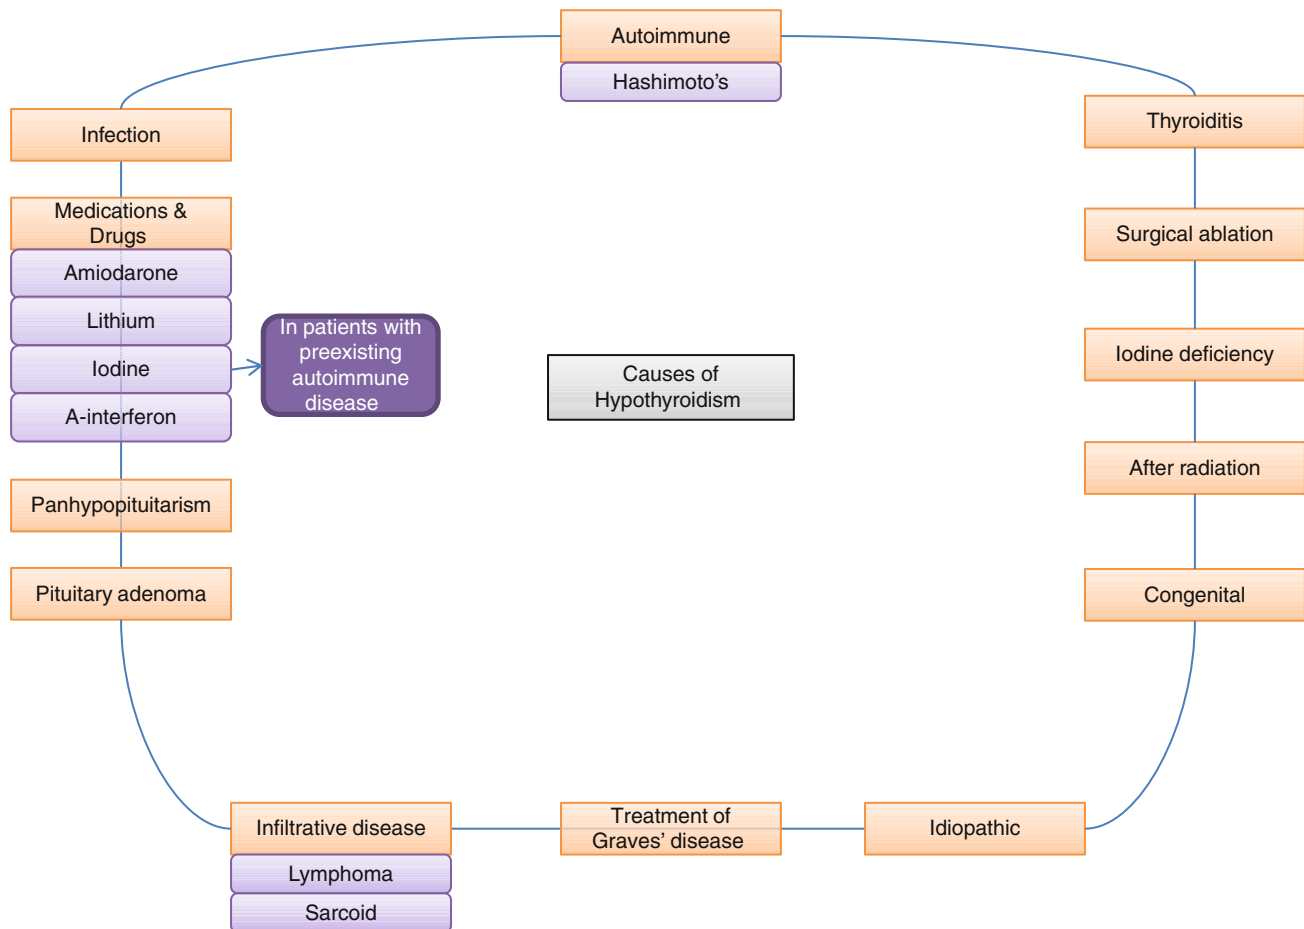 Autoimmune
Hashimoto’s
Infection
Thyroiditis
Medications &
Drugs
Amiodarone
Lithium
Iodine
A-interferon
In patients with
preexisting
autoimmune
disease
Causes of
Hypothyroidism
Surgical ablation
Iodine deficiency
After radiation
Congenital
Panhypopituitarism
Pituitary adenoma
Infiltrative disease
Lymphoma
Sarcoid
Treatment of
Graves’ disease
Idiopathic